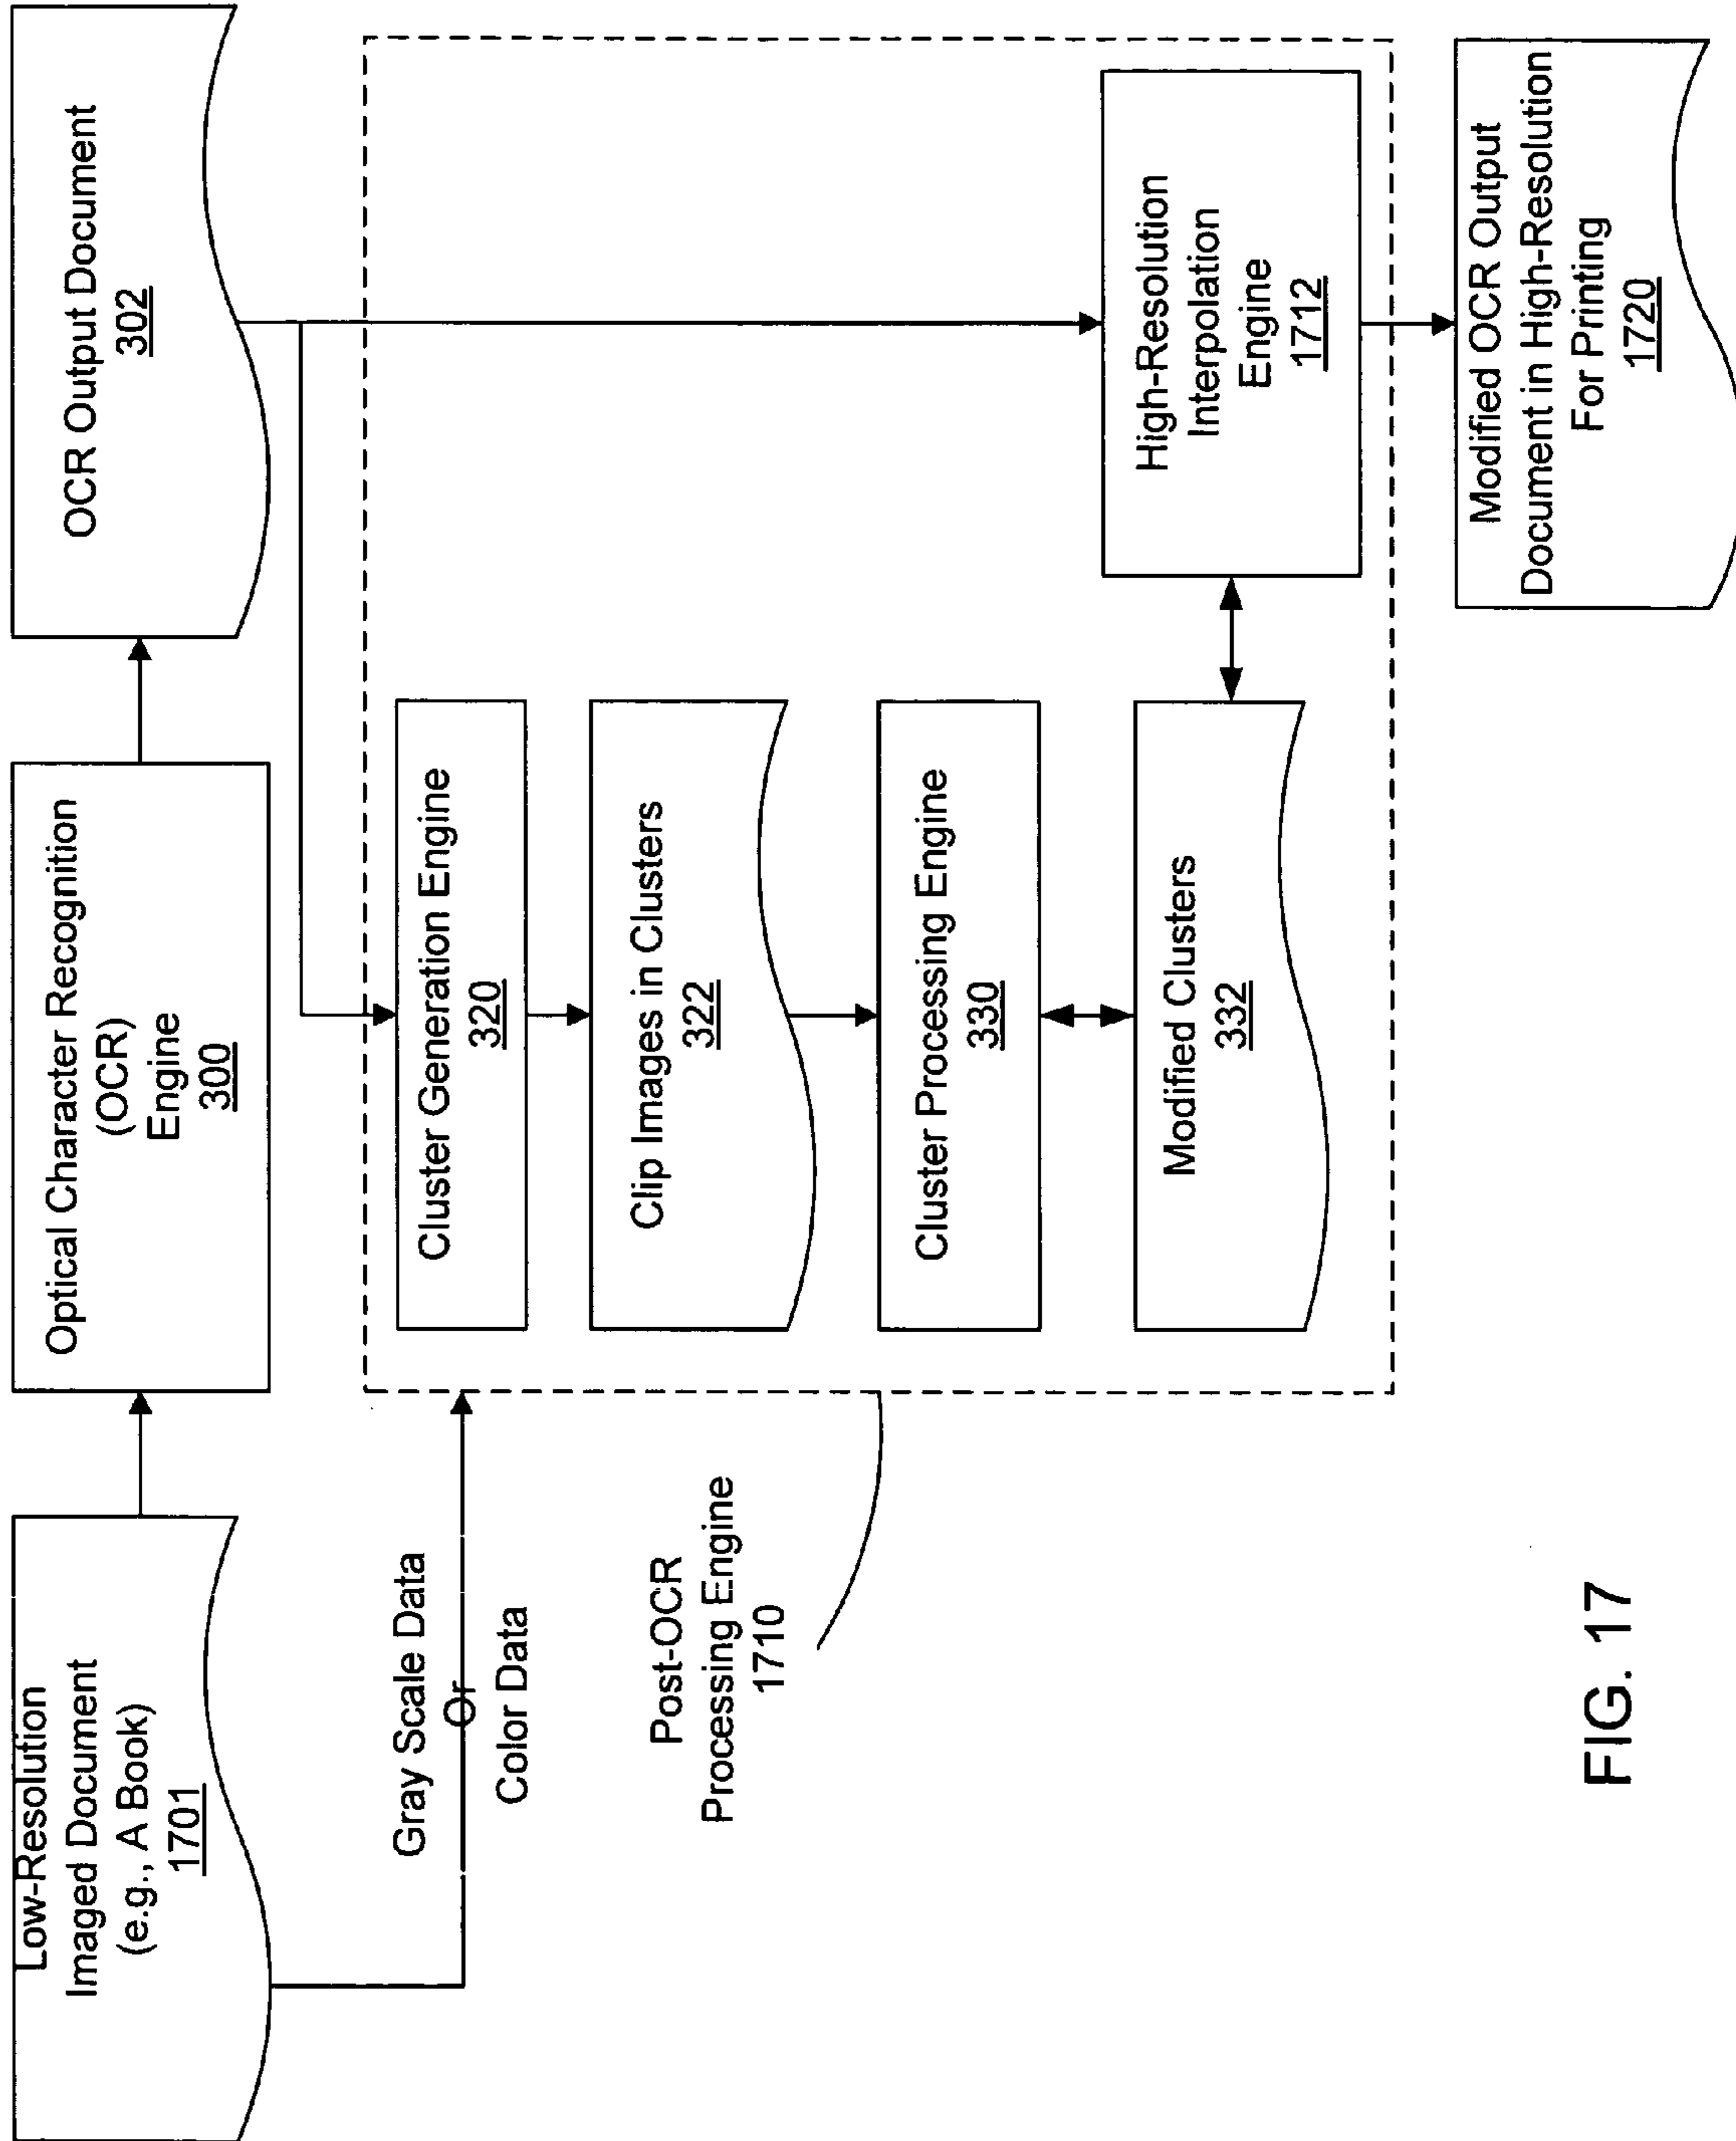 Low-Resolution
Imaged Document
(e.g., A Book)
1701
Optical Character Recognition
(OCR)
Engine
300
OCR Output Document
302
Gray Scale Data
Or
Color Data
Post-OCR
Processing Engine
1710
Cluster Generation Engine
320
Clip Images in Clusters
322
Cluster Processing Engine
330
Modified Clusters
332
High-Resolution
Interpolation
Engine
1712
Modified OCR Output
Document in High-Resolution
For Printing
1720
FIG. 17